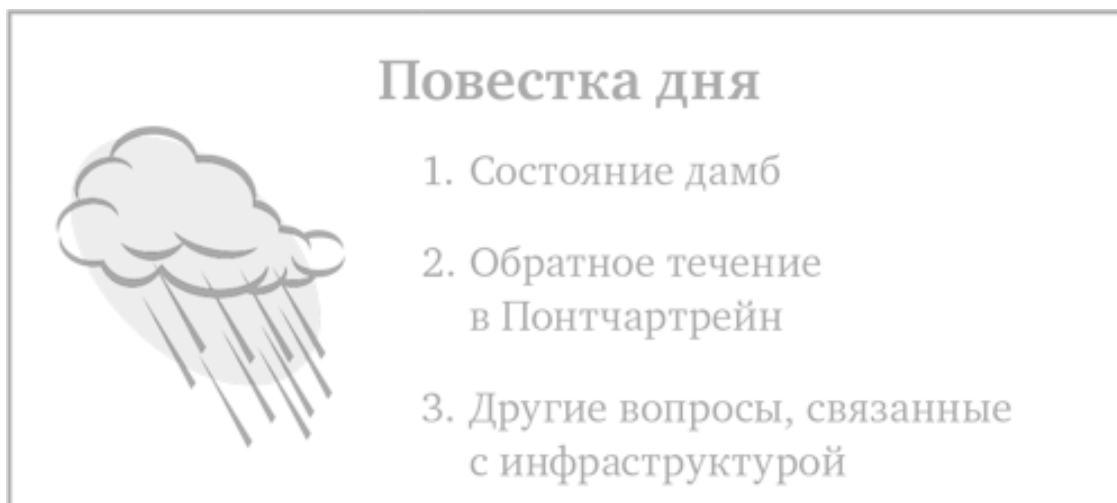 Повестка дня
1. Состояние дамб
2. Обратное течение
в Понтчартрейн
3. Другие вопросы, связанные
с инфраструктурой